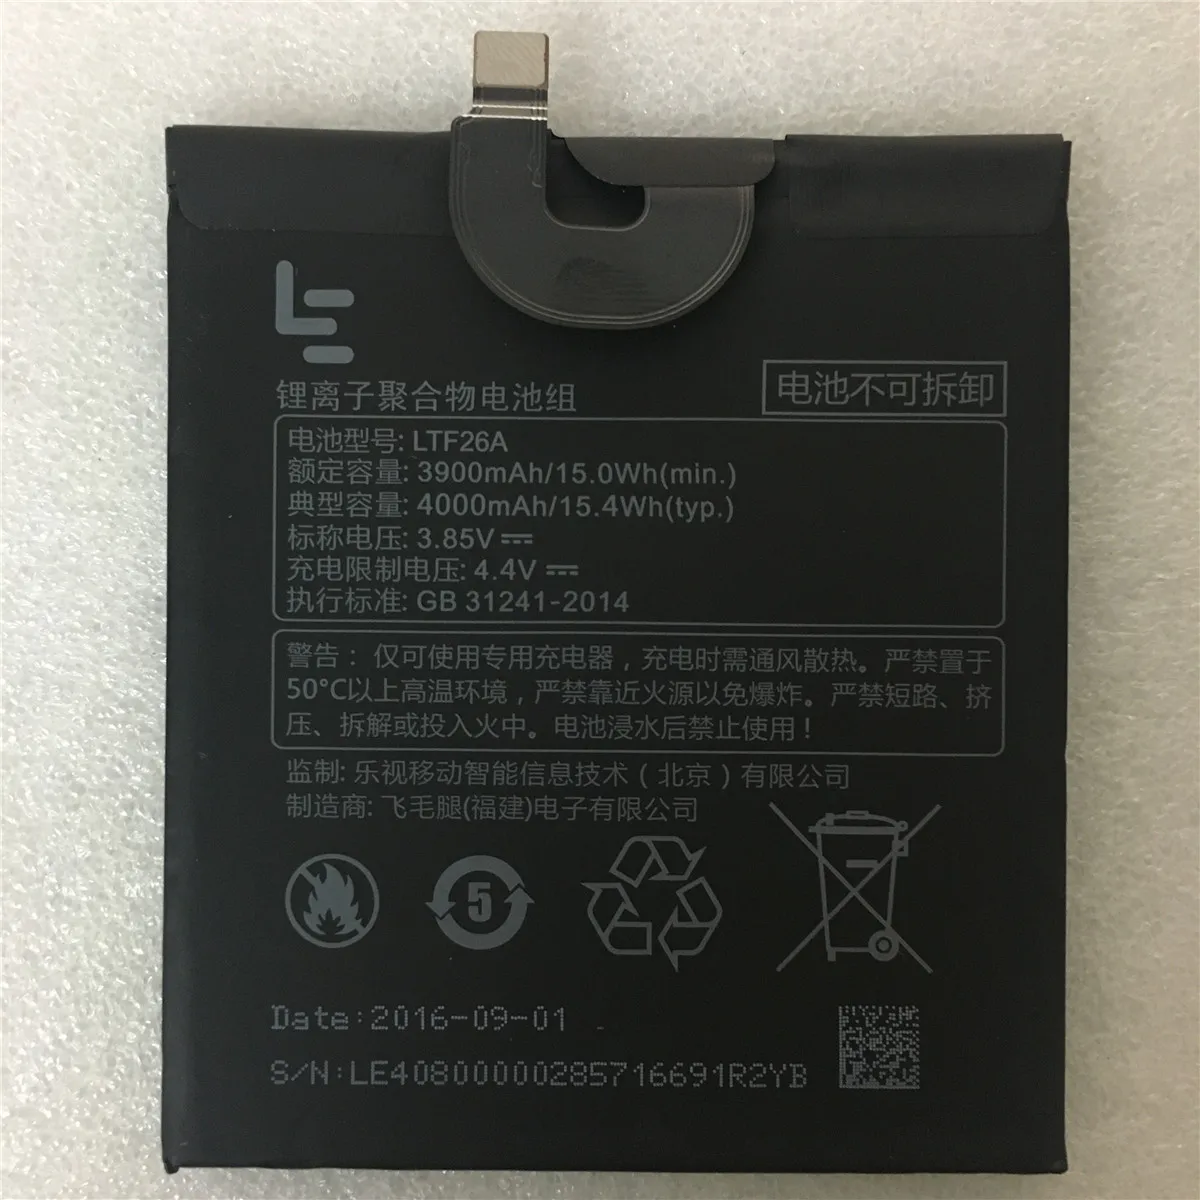 LE
锂离子聚合物电池组
电池不可拆卸
电池型号: LTF26A
额定容量: 3900mAh/15.0Wh(min.)
典型容量: 4000mAh/15.4Wh(typ.)
标称电压: 3.85V
充电限制电压: 4.4V
执行标准: GB 31241-2014
警告：仅可使用专用充电器，充电时需通风散热。严禁置于
50°C以上高温环境，严禁靠近火源以免爆炸。严禁短路、挤
压、拆解或投入火中。电池浸水后禁止使用！
监制: 乐视移动智能信息技术（北京）有限公司
制造商: 飞毛腿(福建)电子有限公司
5
Date:2016-09-01
S/N:LE40800000285716691R2YB